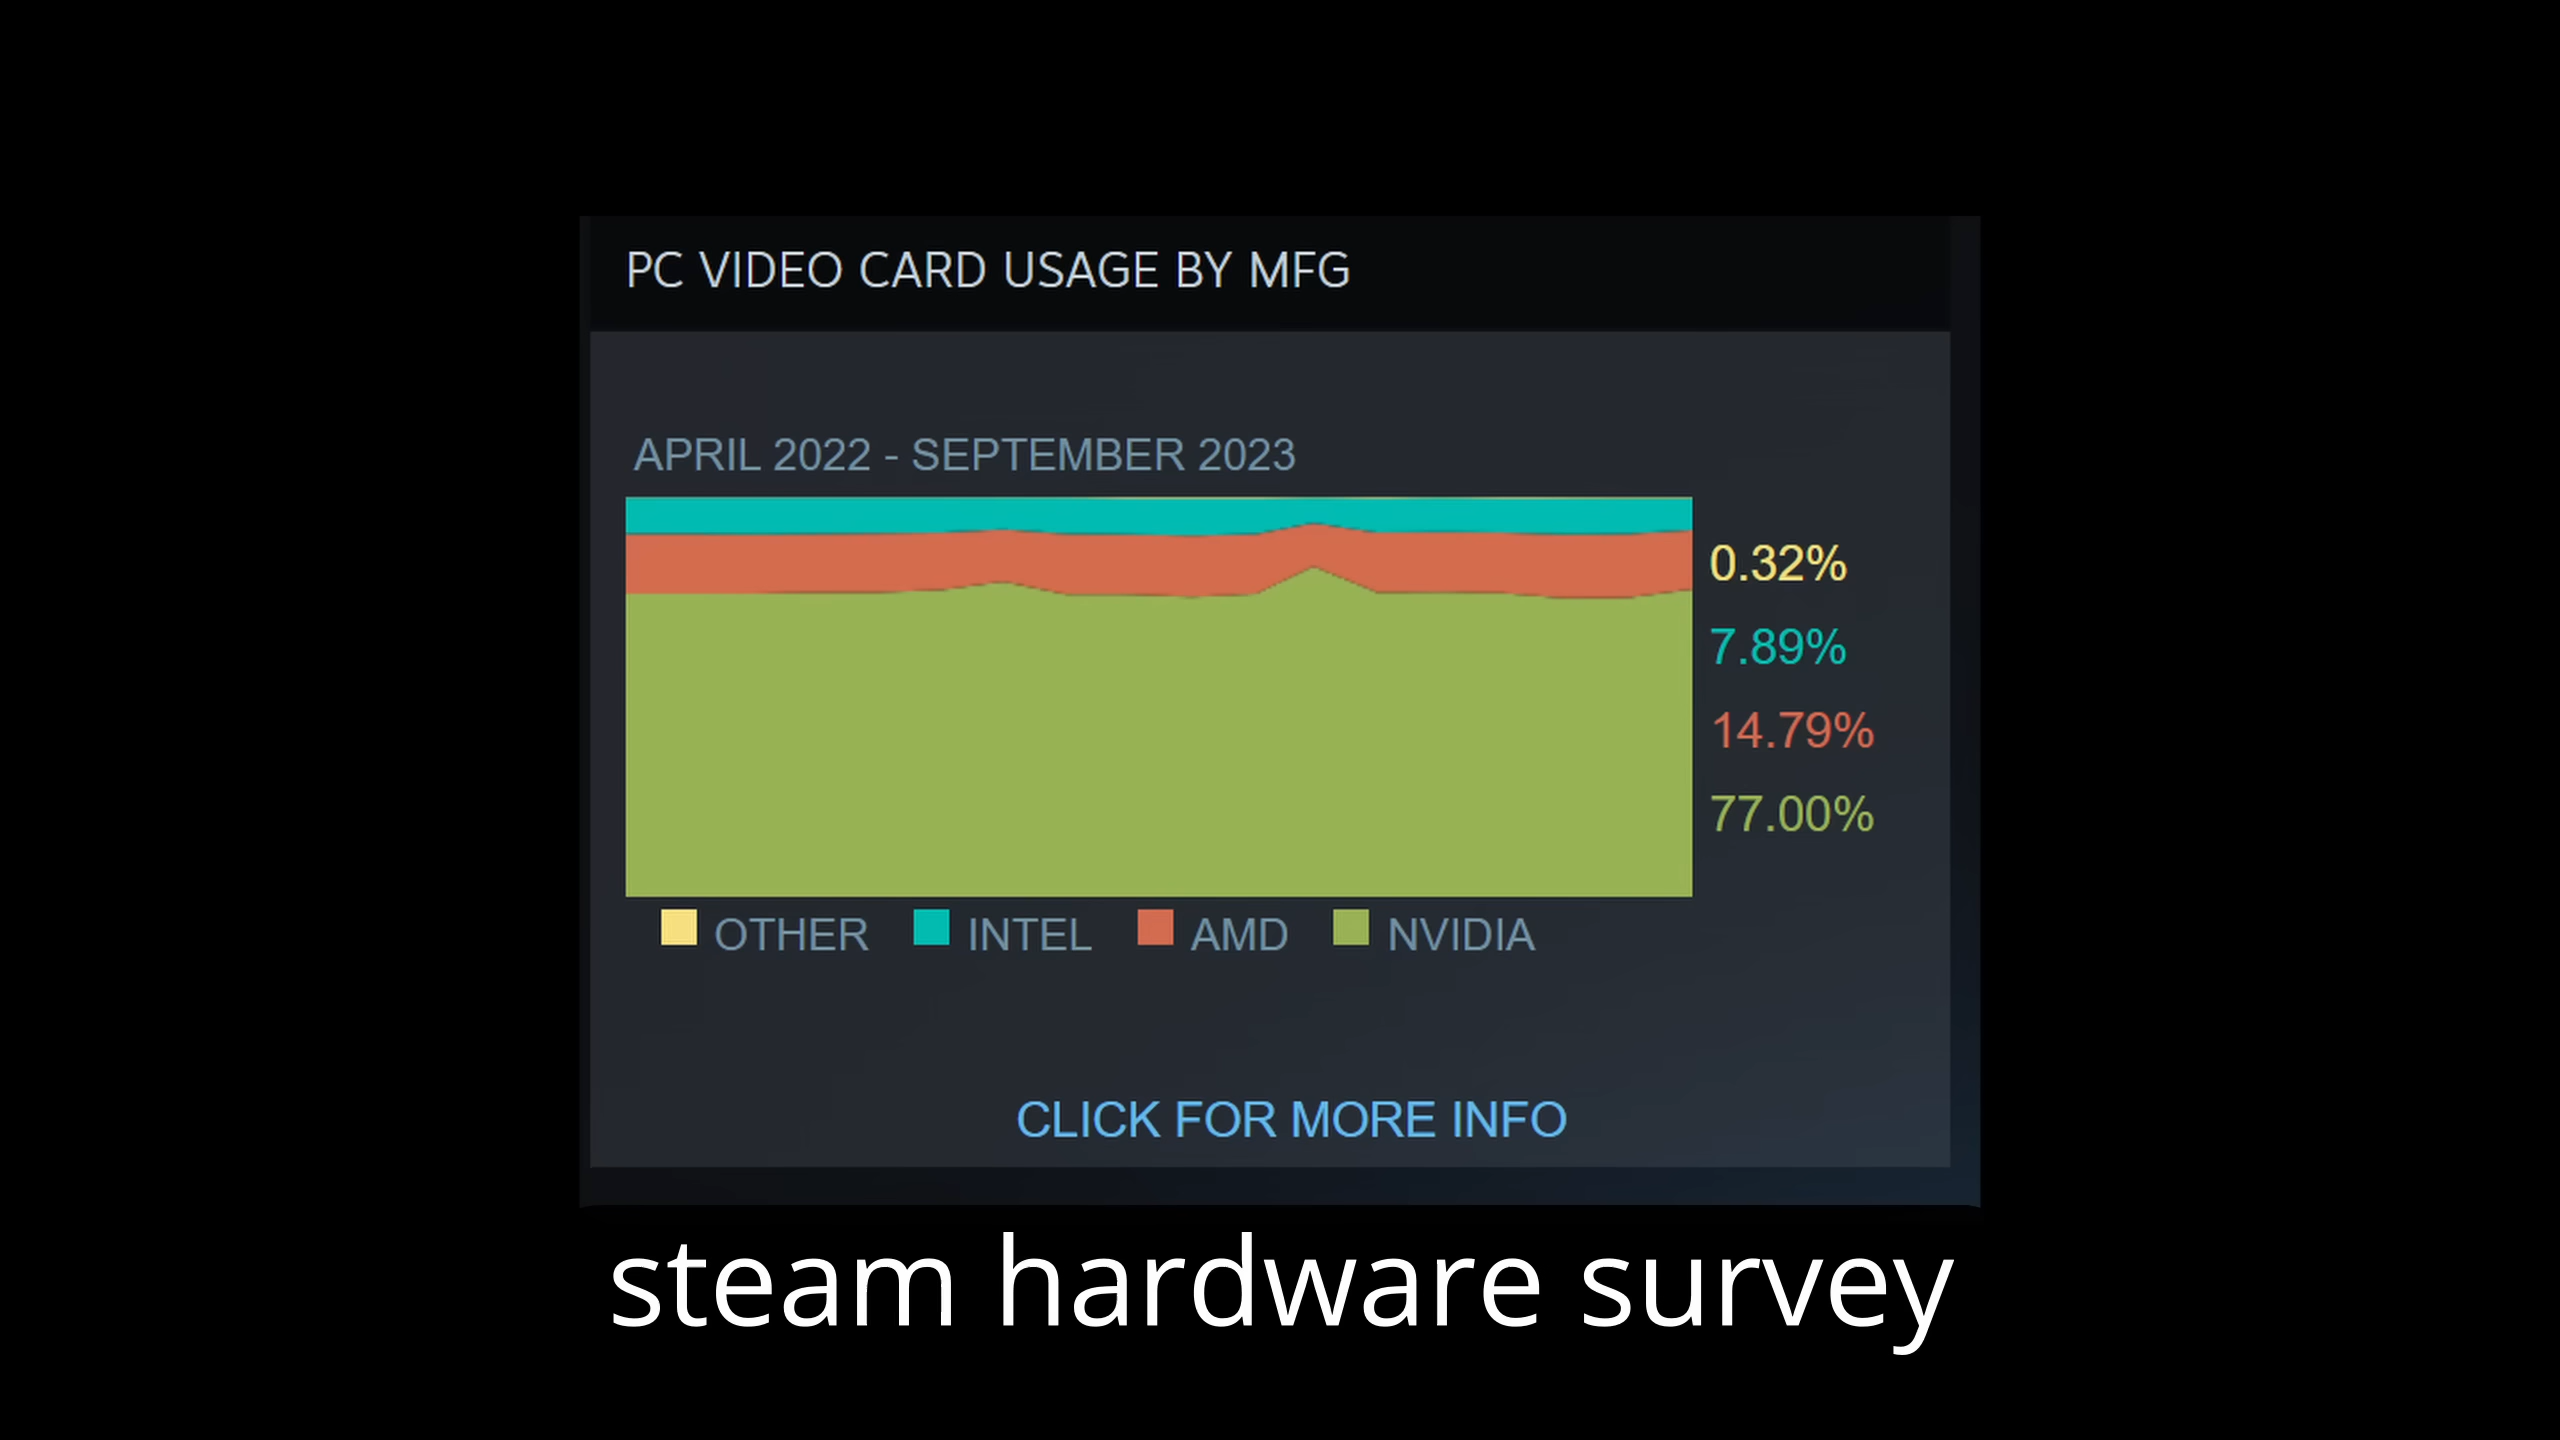 PC VIDEO CARD USAGE BY MFG
APRIL 2022 - SEPTEMBER 2023
0.32%
7.89%
14.79%
77.00%
OTHER INTEL AMD NVIDIA
CLICK FOR MORE INFO
steam hardware survey